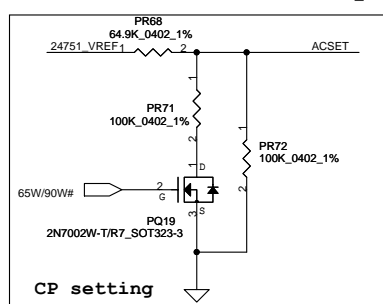 PR68
64.9K_0402_1%
24751_VREF 1 2 ACSET
1
PR71
100K_0402_1%
2
1
PR72
100K_0402_1%
2
1 D
65W/90W# 2 G
3 S
PQ19
2N7002W-T/R7_SOT323-3
CP setting